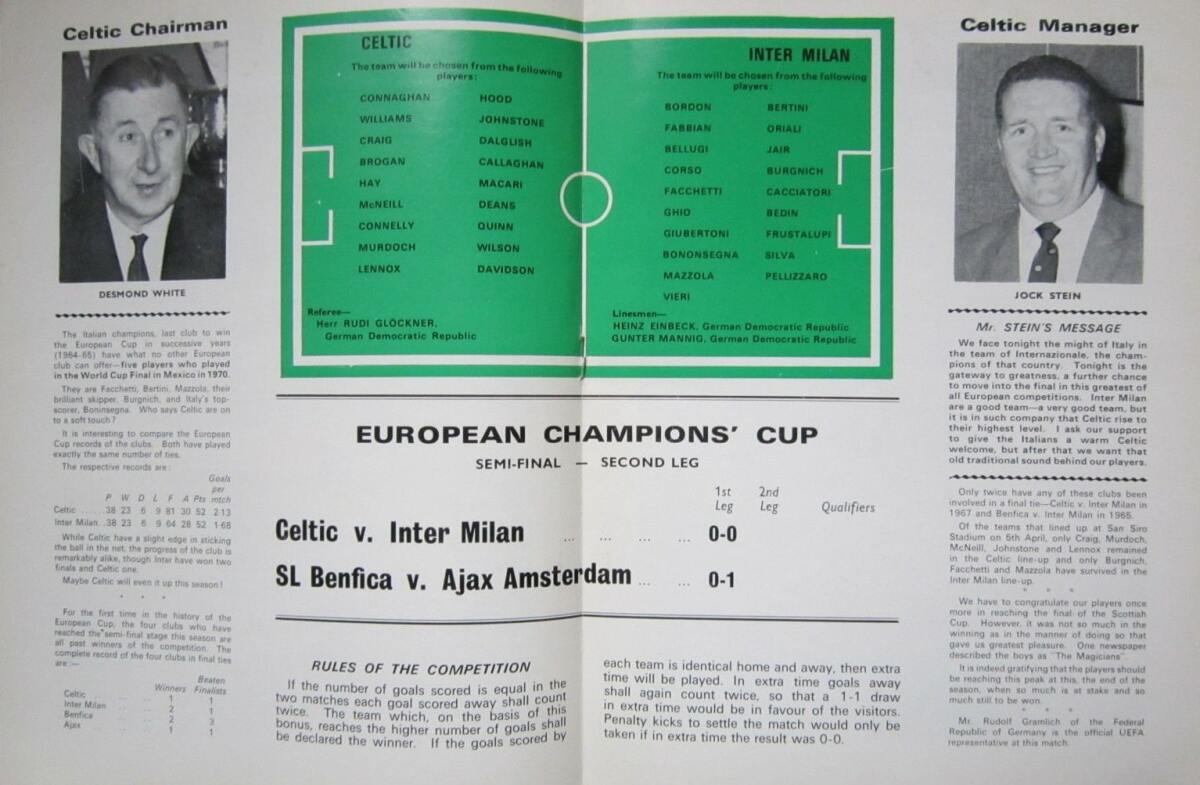 Celtic Chairman
DESMOND WHITE
The Italian champions, last club to win
the European Cup in successive years
(1964-65) have what no other European
club can offer—five players who played
in the World Cup Final in Mexico in 1970.
They are Facchetti, Bertini, Mazzola, their
brilliant skipper, Burgnich, and Italy's top-
scorer, Boninsegna. Who says Celtic are on
to a soft touch?
It is interesting to compare the European
Cup records of the clubs. Both have played
exactly the same number of ties.
The respective records are:
Goals
per
P W D L F A Pts mtch
Celtic ......38 23 6 9 81 30 52 2·13
Inter Milan..38 23 6 9 64 28 52 1·68
While Celtic have a slight edge in sticking
the ball in the net, the progress of the club is
remarkably alike, though Inter have won two
finals and Celtic one.
Maybe Celtic will even it up this season!
* * *
For the first time in the history of the
European Cup, the four clubs who have
reached the semi-final stage this season are
all past winners of the competition. The
complete record of the four clubs in final ties
are:—
Beaten
Winners Finalists
Celtic .. .. .. 1 1
Inter Milan .. .. 2 1
Benfica .. .. 2 3
Ajax .. .. .. 1 1
CELTIC
The team will be chosen from the following
players:
CONNAGHAN HOOD
WILLIAMS JOHNSTONE
CRAIG DALGLISH
BROGAN CALLAGHAN
HAY MACARI
McNEILL DEANS
CONNELLY QUINN
MURDOCH WILSON
LENNOX DAVIDSON
Referee—
Herr RUDI GLÖCKNER,
German Democratic Republic
INTER MILAN
The team will be chosen from the following
players:
BORDON BERTINI
FABBIAN ORIALI
BELLUGI JAIR
CORSO BURGNICH
FACCHETTI CACCIATORI
GHIO BEDIN
GIUBERTONI FRUSTALUPI
BONONSEGNA SILVA
MAZZOLA PELLIZZARO
VIERI
Linesmen—
HEINZ EINBECK, German Democratic Republic
GUNTER MANNIG, German Democratic Republic
EUROPEAN CHAMPIONS' CUP
SEMI-FINAL — SECOND LEG
1st 2nd
Leg Leg Qualifiers
Celtic v. Inter Milan ... ... ... ... 0-0
SL Benfica v. Ajax Amsterdam ... ... 0-1
RULES OF THE COMPETITION
If the number of goals scored is equal in the
two matches each goal scored away shall count
twice. The team which, on the basis of this
bonus, reaches the higher number of goals shall
be declared the winner. If the goals scored by
each team is identical home and away, then extra
time will be played. In extra time goals away
shall again count twice, so that a 1-1 draw
in extra time would be in favour of the visitors.
Penalty kicks to settle the match would only be
taken if in extra time the result was 0-0.
Celtic Manager
JOCK STEIN
Mr. STEIN'S MESSAGE
We face tonight the might of Italy in
the team of Internazionale, the cham-
pions of that country. Tonight is the
gateway to greatness, a further chance
to move into the final in this greatest of
all European competitions. Inter Milan
are a good team—a very good team, but
it is in such company that Celtic rise to
their highest level. I ask our support
to give the Italians a warm Celtic
welcome, but after that we want that
old traditional sound behind our players.
Only twice have any of these clubs been
involved in a final tie—Celtic v. Inter Milan in
1967 and Benfica v. Inter Milan in 1965.
Of the teams that lined up at San Siro
Stadium on 5th April, only Craig, Murdoch,
McNeill, Johnstone and Lennox remained
in the Celtic line-up and only Burgnich,
Facchetti and Mazzola have survived in the
Inter Milan line-up.
* * *
We have to congratulate our players once
more in reaching the final of the Scottish
Cup. However, it was not so much in the
winning as in the manner of doing so that
gave us greatest pleasure. One newspaper
described the boys as "The Magicians".
It is indeed gratifying that the players should
be reaching this peak at this, the end of the
season, when so much is at stake and so
much still to be won.
* * *
Mr. Rudolf Gramlich of the Federal
Republic of Germany is the official UEFA
representative at this match.